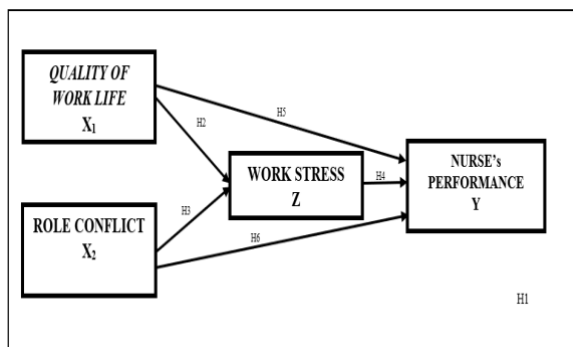 QUALITY OF
WORK LIFE
X1
H5
H2
WORK STRESS
Z
H4
NURSE's
PERFORMANCE
Y
ROLE CONFLICT
X2
H3
H6
H1